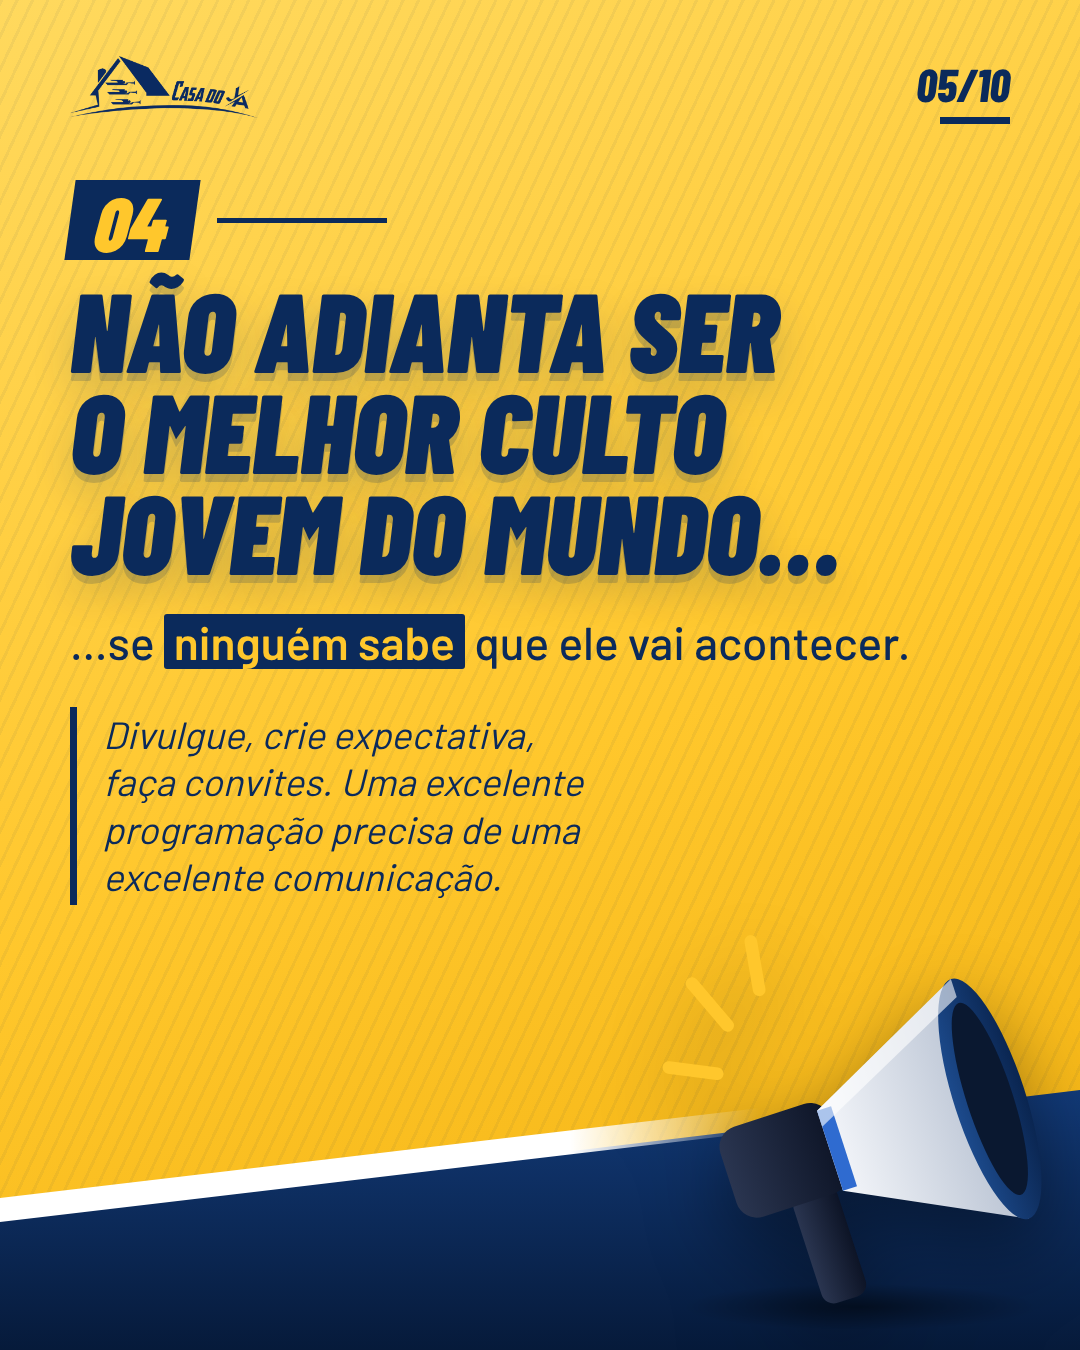 CASA DO JA
05/10
04
NÃO ADIANTA SER
O MELHOR CULTO
JOVEM DO MUNDO...
...se ninguém sabe que ele vai acontecer.
Divulgue, crie expectativa,
faça convites. Uma excelente
programação precisa de uma
excelente comunicação.